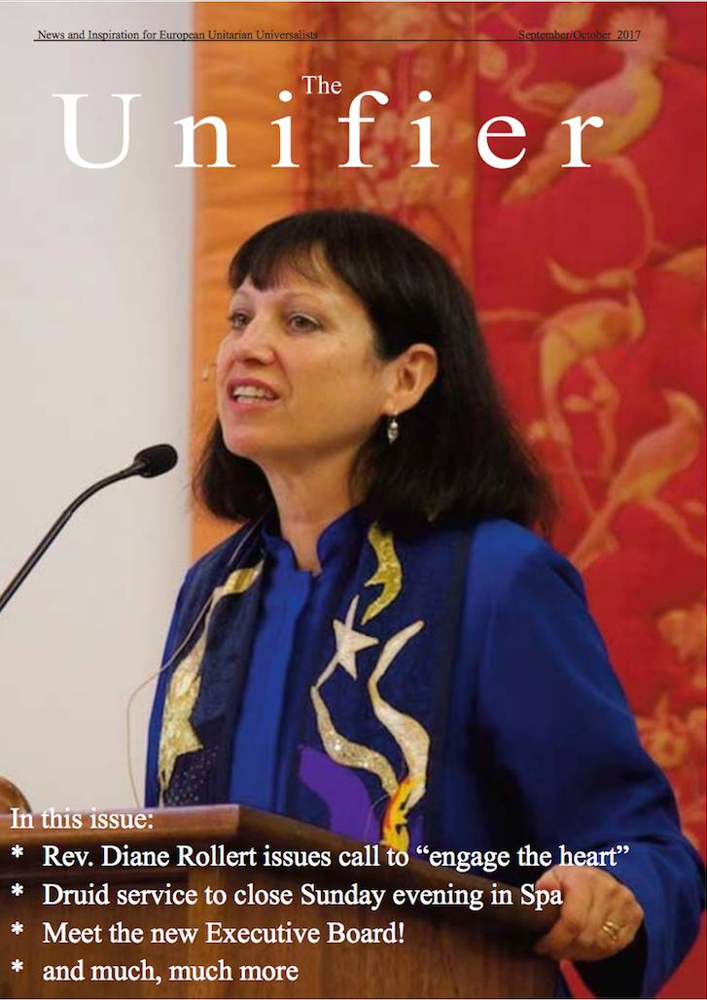 News and Inspiration for European Unitarian Universalists
September/October 2017
The
Unifier
In this issue:
* Rev. Diane Rollert issues call to “engage the heart”
* Druid service to close Sunday evening in Spa
* Meet the new Executive Board!
* and much, much more